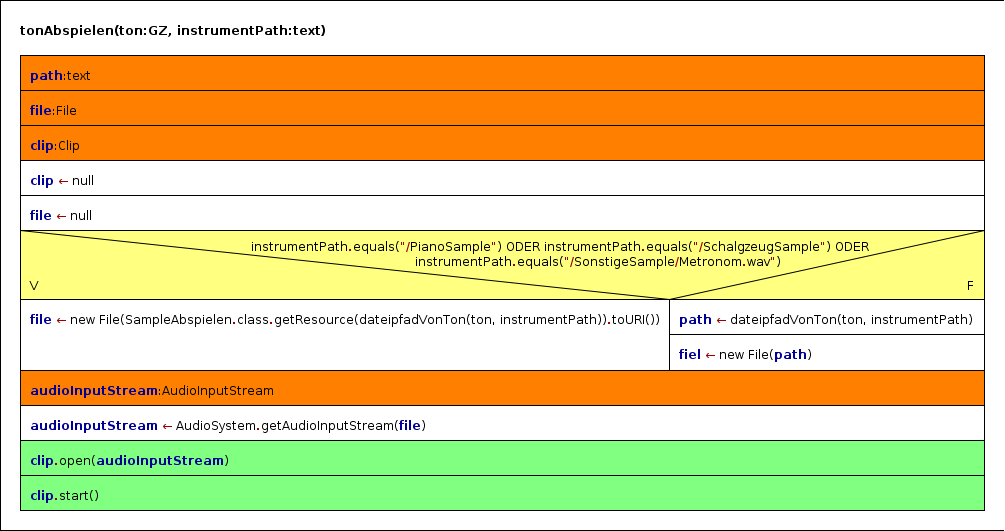 tonAbspielen(ton:GZ, instrumentPath:text)
path:text
file:File
clip:Clip
clip ← null
file ← null
instrumentPath.equals("/PianoSample") ODER instrumentPath.equals("/SchalgzeugSample") ODER
instrumentPath.equals("/SonstigeSample/Metronom.wav")
V
F
file ← new File(SampleAbspielen.class.getResource(dateipfadVonTon(ton, instrumentPath)).toURI())
path ← dateipfadVonTon(ton, instrumentPath)
fiel ← new File(path)
audioInputStream:AudioInputStream
audioInputStream ← AudioSystem.getAudioInputStream(file)
clip.open(audioInputStream)
clip.start()